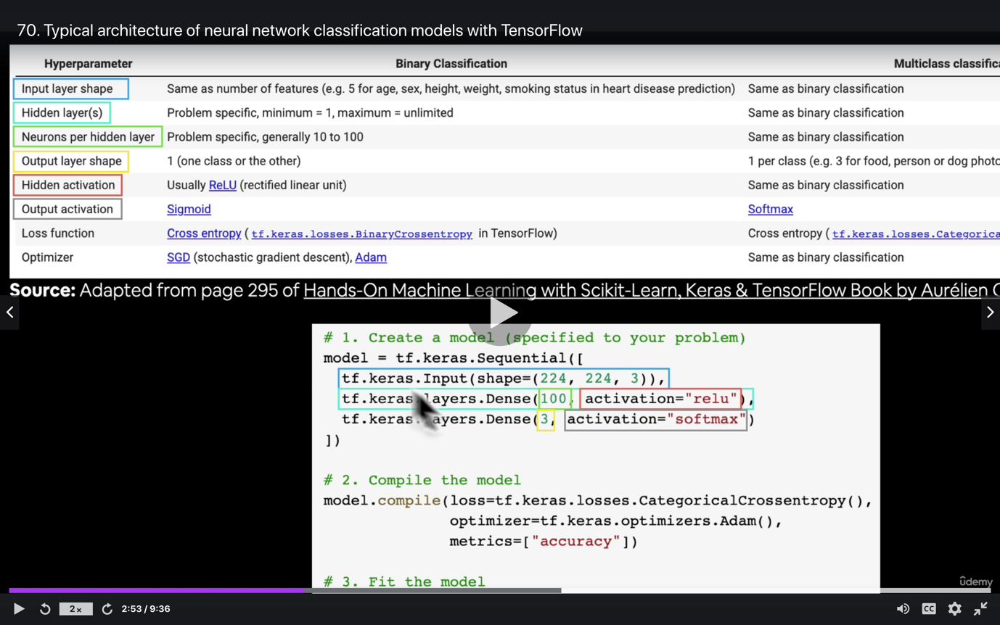 70. Typical architecture of neural network classification models with TensorFlow
Hyperparameter Binary Classification Multiclass classifica
Input layer shape Same as number of features (e.g. 5 for age, sex, height, weight, smoking status in heart disease prediction) Same as binary classification
Hidden layer(s) Problem specific, minimum = 1, maximum = unlimited Same as binary classification
Neurons per hidden layer Problem specific, generally 10 to 100 Same as binary classification
Output layer shape 1 (one class or the other) 1 per class (e.g. 3 for food, person or dog photo
Hidden activation Usually ReLU (rectified linear unit) Same as binary classification
Output activation Sigmoid Softmax
Loss function Cross entropy ( tf.keras.losses.BinaryCrossentropy in TensorFlow) Cross entropy ( tf.keras.losses.Categorica
Optimizer SGD (stochastic gradient descent), Adam Same as binary classification
Source: Adapted from page 295 of Hands-On Machine Learning with Scikit-Learn, Keras & TensorFlow Book by Aurélien
# 1. Create a model (specified to your problem)
model = tf.keras.Sequential([
tf.keras.Input(shape=(224, 224, 3)),
tf.keras.layers.Dense(100, activation="relu"),
tf.keras.layers.Dense(3, activation="softmax")
])
# 2. Compile the model
model.compile(loss=tf.keras.losses.CategoricalCrossentropy(),
optimizer=tf.keras.optimizers.Adam(),
metrics=["accuracy"])
# 3. Fit the model
ûdemy
2x 2:53 / 9:36 CC